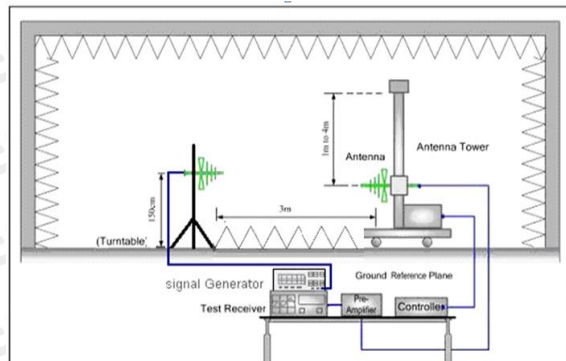 1m to 4m
Antenna
Antenna Tower
150cm
3m
(Turntable)
Ground Reference Plane
signal Generator
Test Receiver
Pre-
Amplifier
Controller